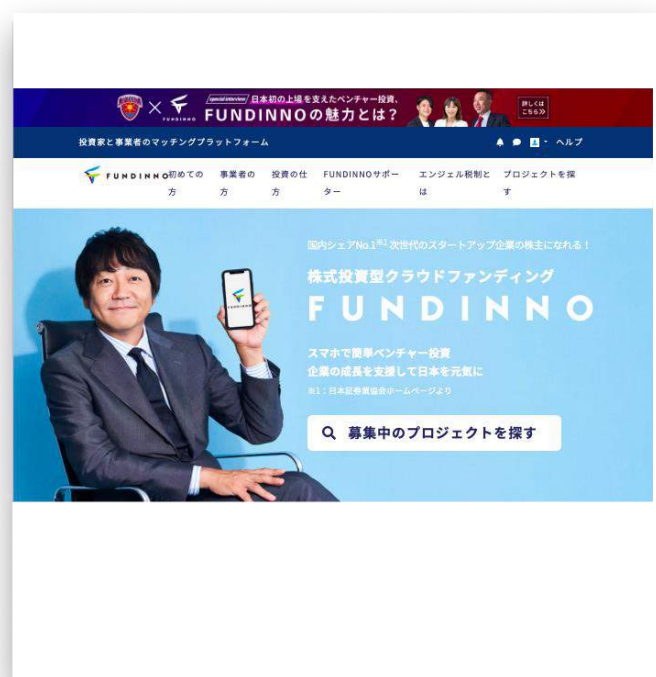 FUNDINNO
special interview 日本初の上場を支えたベンチャー投資、
FUNDINNOの魅力とは？
詳しくは
こちら≫
投資家と事業者のマッチングプラットフォーム
ヘルプ
FUNDINNO
初めての方
事業者の方
投資の仕方
FUNDINNOサポーター
エンジェル税制とは
プロジェクトを探す
国内シェアNo.1※1 次世代のスタートアップ企業の株主になれる！
株式投資型クラウドファンディング
FUNDINNO
スマホで簡単ベンチャー投資
企業の成長を支援して日本を元気に
※1：日本証券業協会ホームページより
募集中のプロジェクトを探す